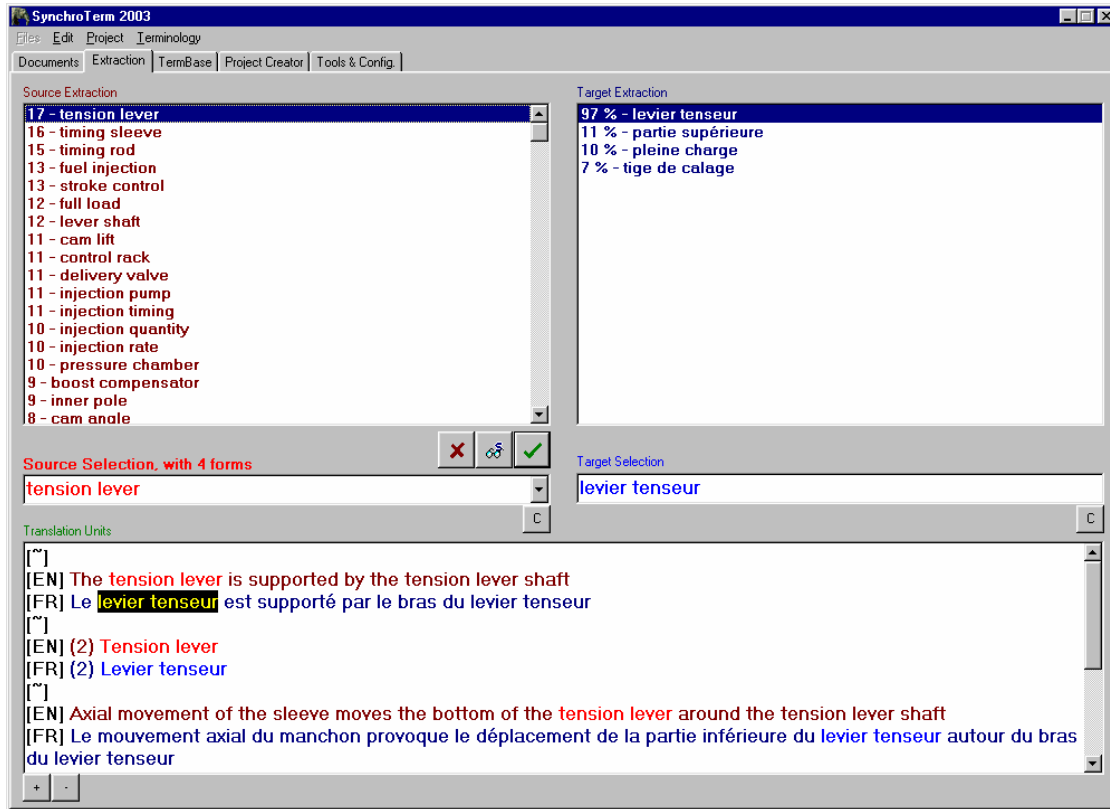 SynchroTerm 2003
Files Edit Project Terminology
Documents Extraction TermBase Project Creator Tools & Config.
Source Extraction
17 - tension lever
16 - timing sleeve
15 - timing rod
13 - fuel injection
13 - stroke control
12 - full load
12 - lever shaft
11 - cam lift
11 - control rack
11 - delivery valve
11 - injection pump
11 - injection timing
10 - injection quantity
10 - injection rate
10 - pressure chamber
9 - boost compensator
9 - inner pole
8 - cam angle
Target Extraction
97 % - levier tenseur
11 % - partie supérieure
10 % - pleine charge
7 % - tige de calage
Source Selection, with 4 forms
tension lever
C
Target Selection
levier tenseur
C
Translation Units
[~]
[EN] The tension lever is supported by the tension lever shaft
[FR] Le levier tenseur est supporté par le bras du levier tenseur
[~]
[EN] (2) Tension lever
[FR] (2) Levier tenseur
[~]
[EN] Axial movement of the sleeve moves the bottom of the tension lever around the tension lever shaft
[FR] Le mouvement axial du manchon provoque le déplacement de la partie inférieure du levier tenseur autour du bras
du levier tenseur
+ -